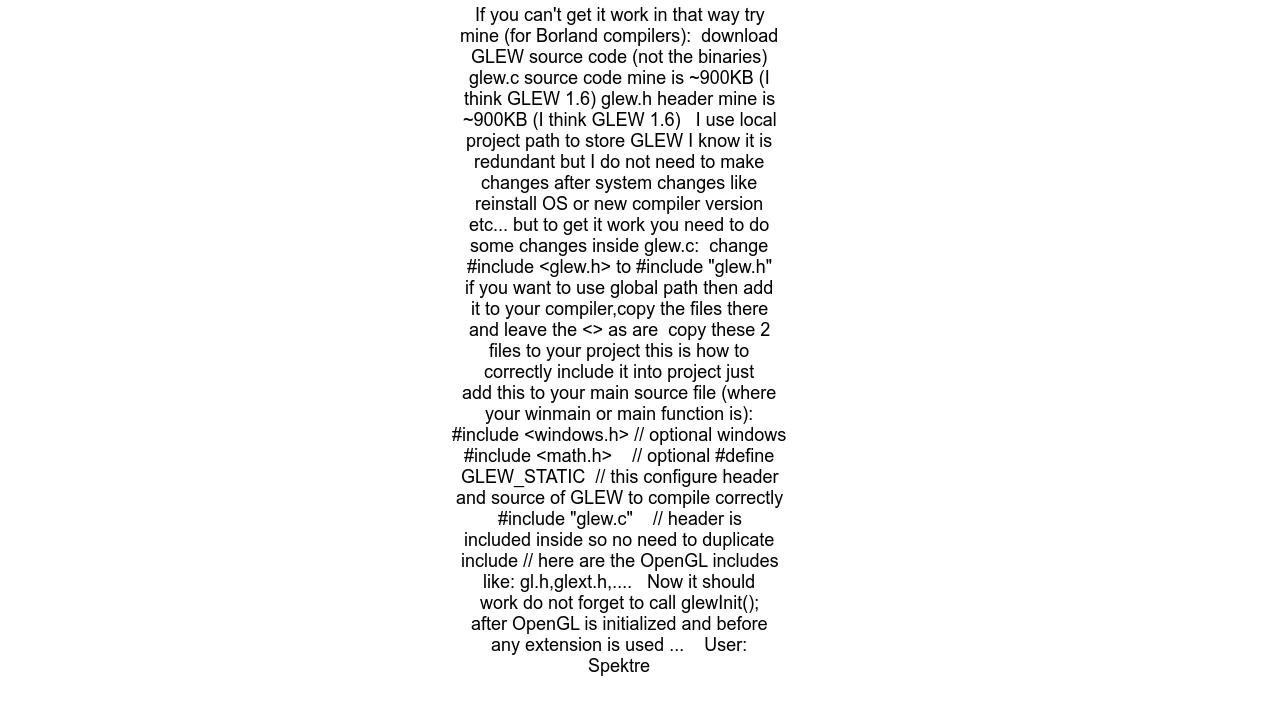 If you can't get it work in that way try
mine (for Borland compilers):  download
GLEW source code (not the binaries)
glew.c source code mine is ~900KB (I
think GLEW 1.6) glew.h header mine is
~900KB (I think GLEW 1.6)   I use local
project path to store GLEW I know it is
redundant but I do not need to make
changes after system changes like
reinstall OS or new compiler version
etc... but to get it work you need to do
some changes inside glew.c:  change
#include <glew.h> to #include "glew.h"
if you want to use global path then add
it to your compiler,copy the files there
and leave the <> as are  copy these 2
files to your project this is how to
correctly include it into project just
add this to your main source file (where
your winmain or main function is):
#include <windows.h> // optional windows
#include <math.h>    // optional #define
GLEW_STATIC  // this configure header
and source of GLEW to compile correctly
#include "glew.c"    // header is
included inside so no need to duplicate
include // here are the OpenGL includes
like: gl.h,glext.h,....   Now it should
work do not forget to call glewInit();
after OpenGL is initialized and before
any extension is used ...    User:
Spektre